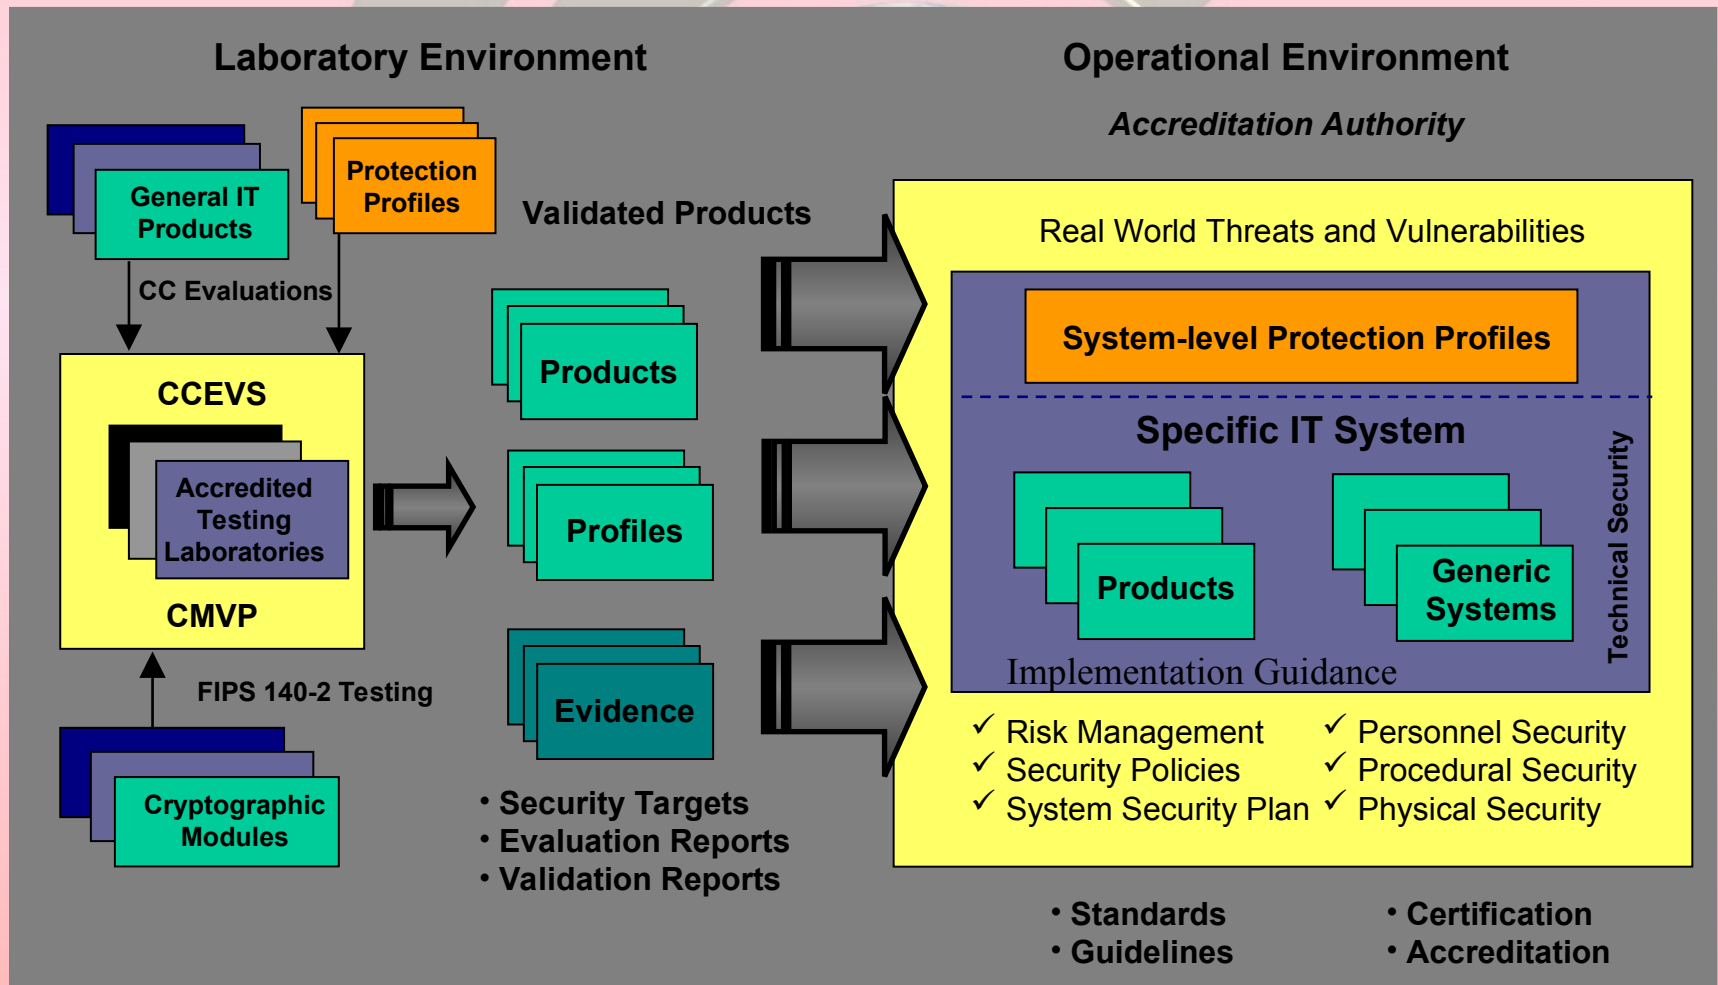 Laboratory Environment
General IT
Products
Protection
Profiles
CC Evaluations
CCEVS
Accredited
Testing
Laboratories
CMVP
FIPS 140-2 Testing
Cryptographic
Modules
Validated Products
Products
Profiles
Evidence
• Security Targets
• Evaluation Reports
• Validation Reports
Operational Environment
Accreditation Authority
Real World Threats and Vulnerabilities
System-level Protection Profiles
Specific IT System
Products
Generic
Systems
Technical Security
Implementation Guidance
✓ Risk Management
✓ Security Policies
✓ System Security Plan
✓ Personnel Security
✓ Procedural Security
✓ Physical Security
• Standards
• Guidelines
• Certification
• Accreditation